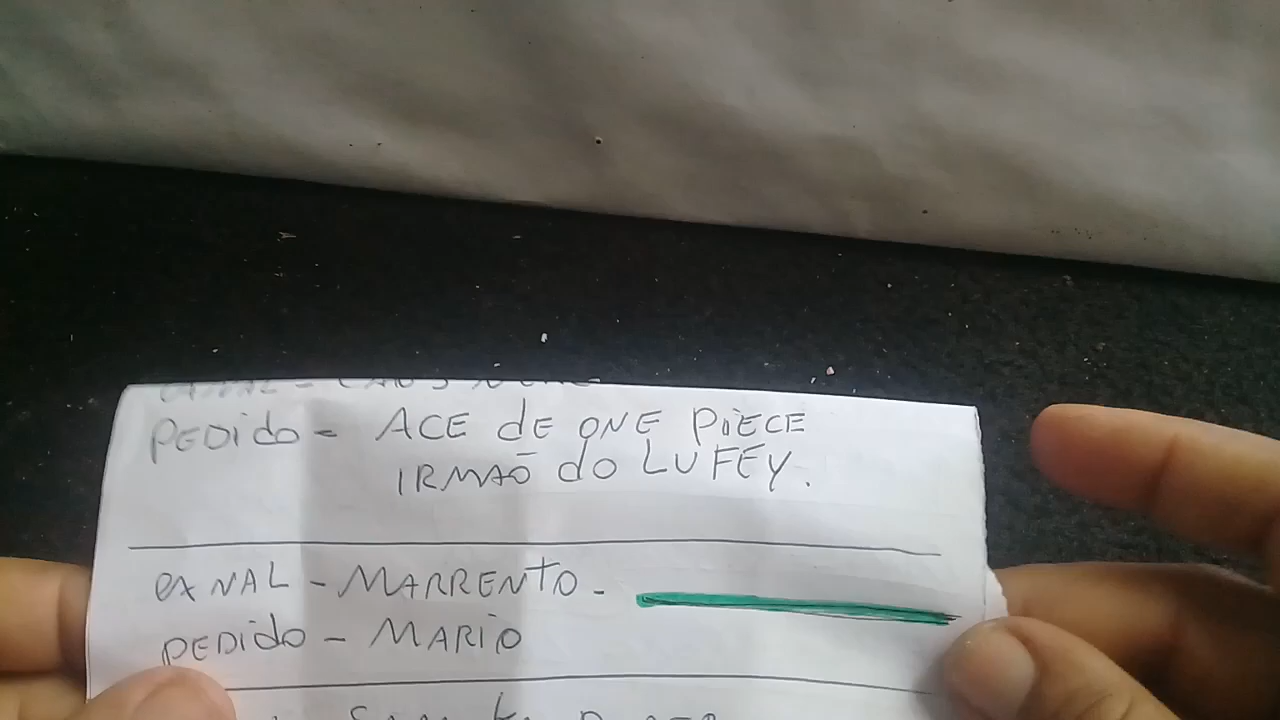 PEDIDO - ACE dE ONE PIECE
IRMÃO do LUFEY.
CANAL - MARRENTO -
PEDIDO - MARIO